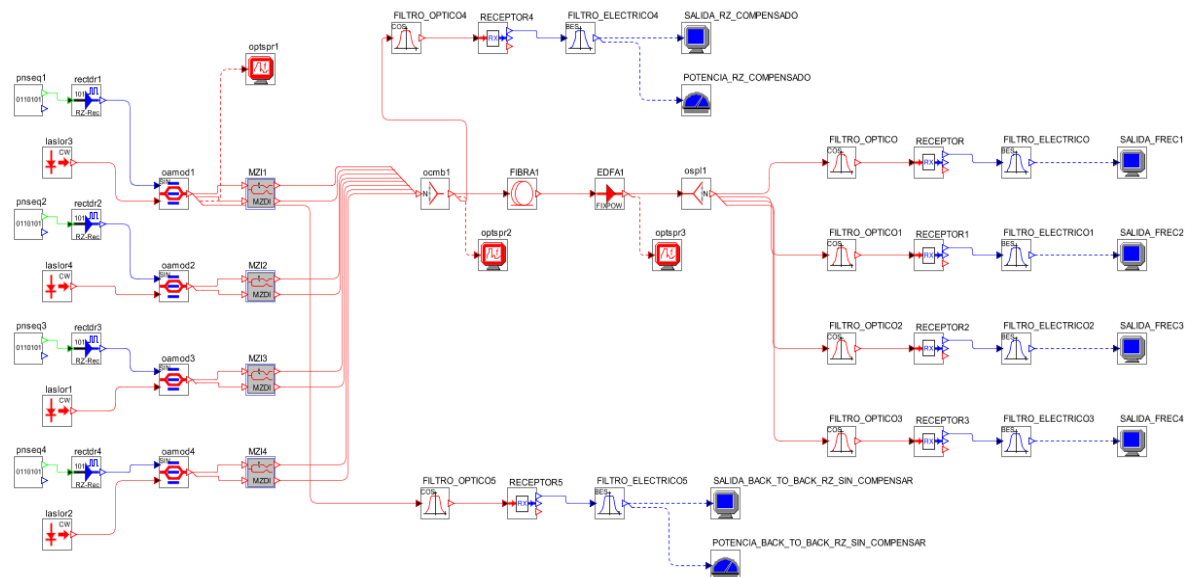 FILTRO_OPTICO4
RECEPTOR4
FILTRO_ELECTRICO4
SALIDA_RZ_COMPENSADO
COS
RX
BES
optspr1
POTENCIA_RZ_COMPENSADO
pnseq1
rectdr1
0110101
101
RZ-Rec
laslor3
CW
oamod1
SIN
MZI1
MZDI
ocmb1
N
FIBRA1
EDFA1
FIXPOW
ospl1
N
FILTRO_OPTICO
RECEPTOR
FILTRO_ELECTRICO
SALIDA_FREC1
COS
RX
BES
pnseq2
rectdr2
0110101
101
RZ-Rec
optspr2
optspr3
FILTRO_OPTICO1
RECEPTOR1
FILTRO_ELECTRICO1
SALIDA_FREC2
COS
RX
BES
laslor4
CW
oamod2
SIN
MZI2
MZDI
pnseq3
rectdr3
0110101
101
RZ-Rec
FILTRO_OPTICO2
RECEPTOR2
FILTRO_ELECTRICO2
SALIDA_FREC3
COS
RX
BES
laslor1
CW
oamod3
SIN
MZI3
MZDI
FILTRO_OPTICO3
RECEPTOR3
FILTRO_ELECTRICO3
SALIDA_FREC4
COS
RX
BES
pnseq4
rectdr4
0110101
101
RZ-Rec
oamod4
SIN
MZI4
MZDI
laslor2
CW
FILTRO_OPTICO5
RECEPTOR5
FILTRO_ELECTRICO5
SALIDA_BACK_TO_BACK_RZ_SIN_COMPENSAR
COS
RX
BES
POTENCIA_BACK_TO_BACK_RZ_SIN_COMPENSAR